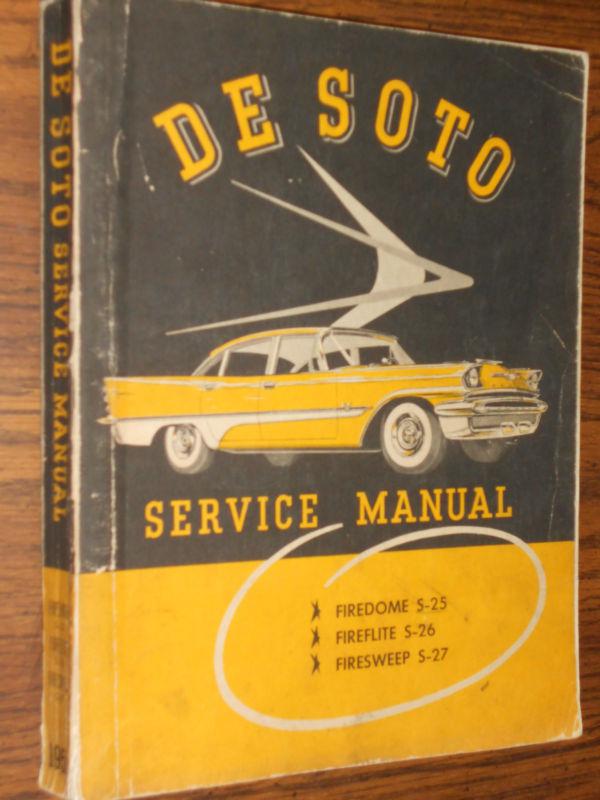 DE SOTO
SERVICE MANUAL
FIREDOME S-25
FIREFLITE S-26
FIRESWEEP S-27
DE SOTO SERVICE MANUAL